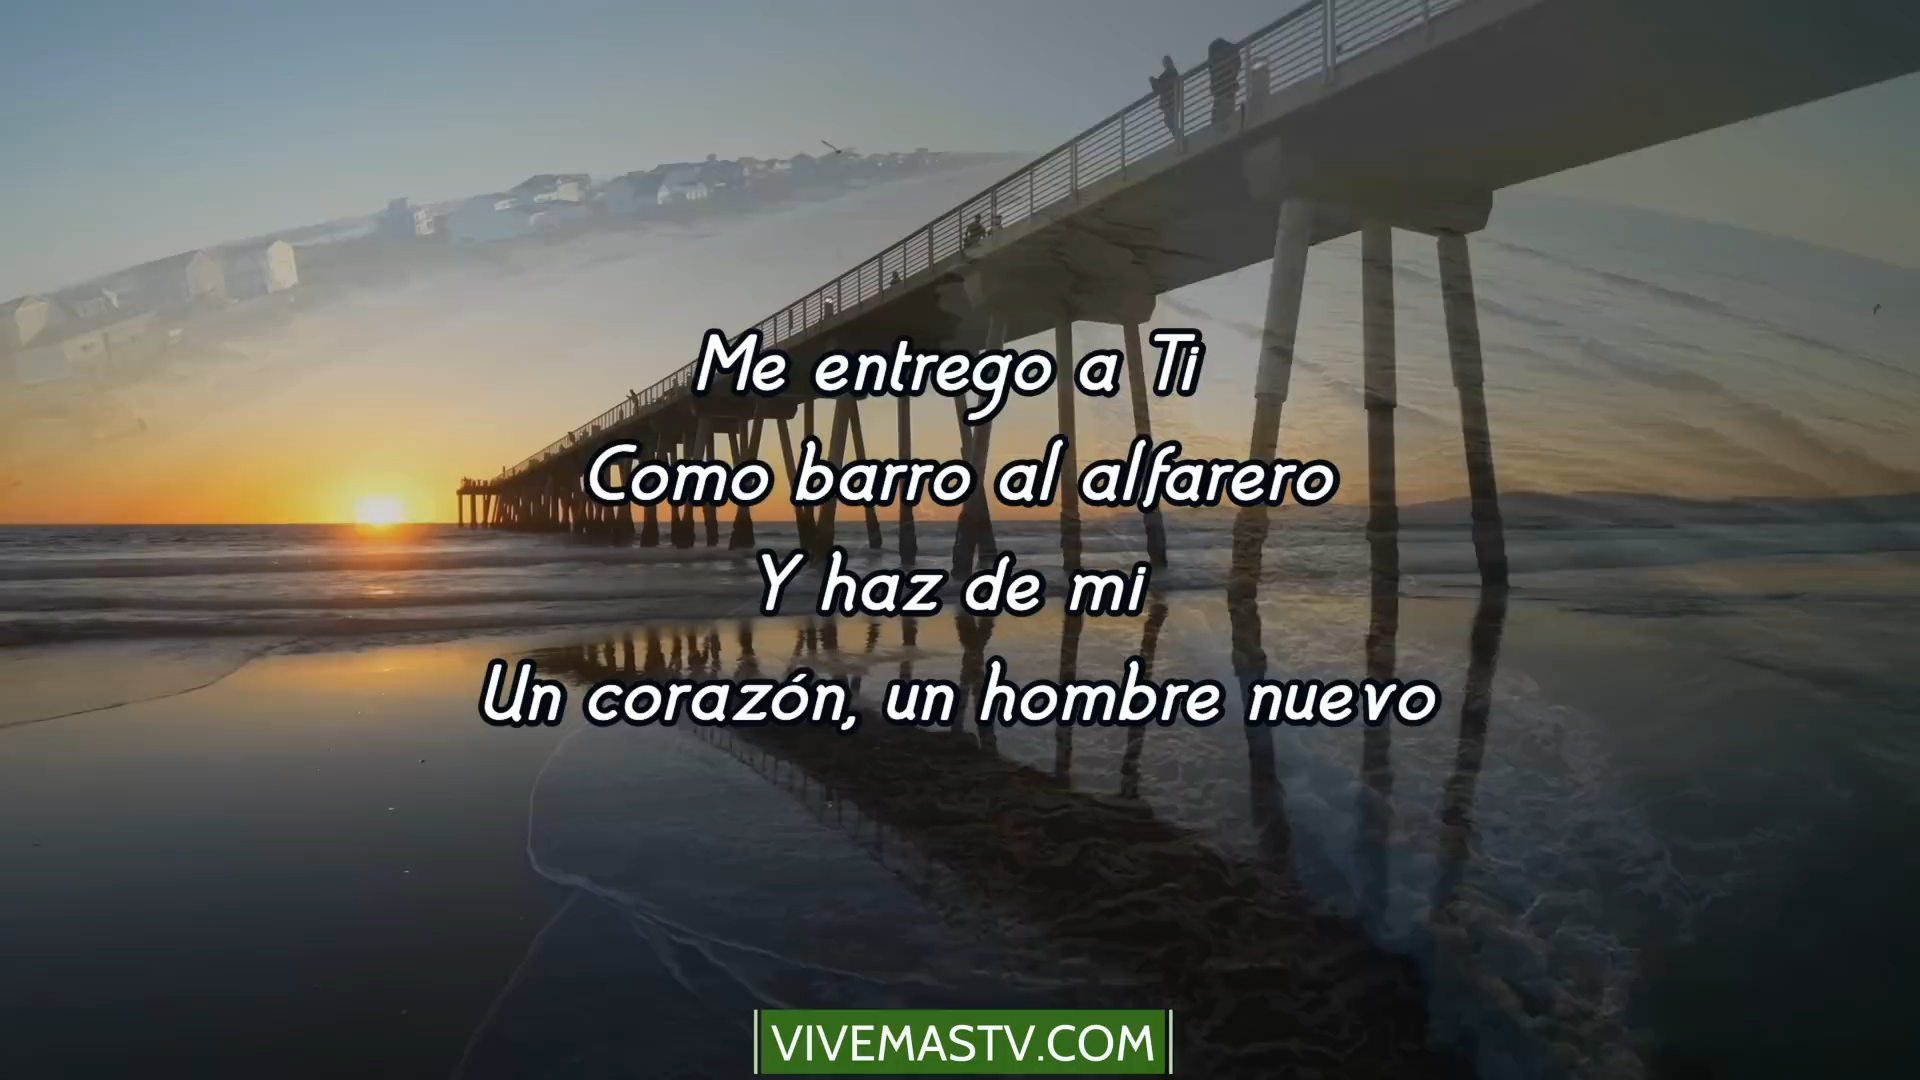 Me entrego a Ti
Como barro al alfarero
Y haz de mi
Un corazón, un hombre nuevo
VIVEMASTV.COM